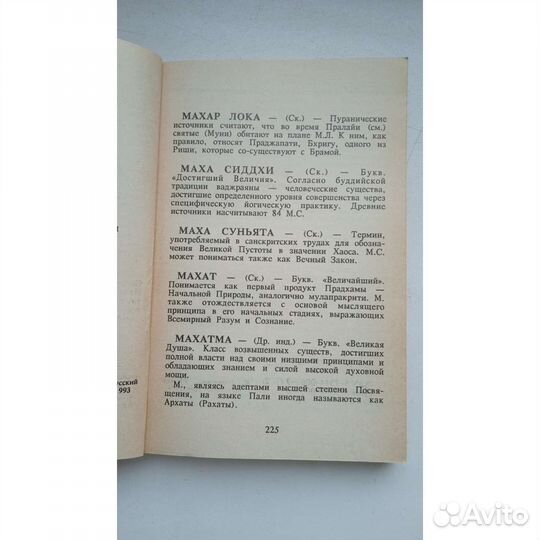 МАХАР ЛОКА — (Ск.) — Пуранические
источники считают, что во время Пралайи (см.)
святые (Муни) обитают на плане М.Л. К ним, как
правило, относят Праджапати, Бхригу, одного из
Риши, которые со-существуют с Брамой.
МАХА СИДДХИ — (Ск.) — Букв.
«Достигший Величия». Согласно буддийской
традиции ваджраяны — человеческие существа,
достигшие определенного уровня совершенства через
специфическую йогическую практику. Древние
источники насчитывают 84 М.С.
МАХА СУНЬЯТА — (Ск.) — Термин,
употребляемый в санскритских трудах для обозна-
чения Великой Пустоты в значении Хаоса. М.С.
может пониматься также как Вечный Закон.
МАХАТ — (Ск.) — Букв. «Величайший».
Понимается как первый продукт Прадхамы —
Начальной Природы, аналогично мулапракрити. М.
также отождествляется с основой мыслящего
принципа в его начальных стадиях, выражающих
Всемирный Разум и Сознание.
МАХАТМА — (Др. инд.) — Букв. «Великая
Душа». Класс возвышенных существ, достигших
полной власти над своими низшими принципами и
обладающих знанием и силой высокой духовной
мощи.
М., являясь адептами высшей степени Посвя-
щения, на языке Пали иногда называются как
Архаты (Рахаты).
225
усский
993
Avito